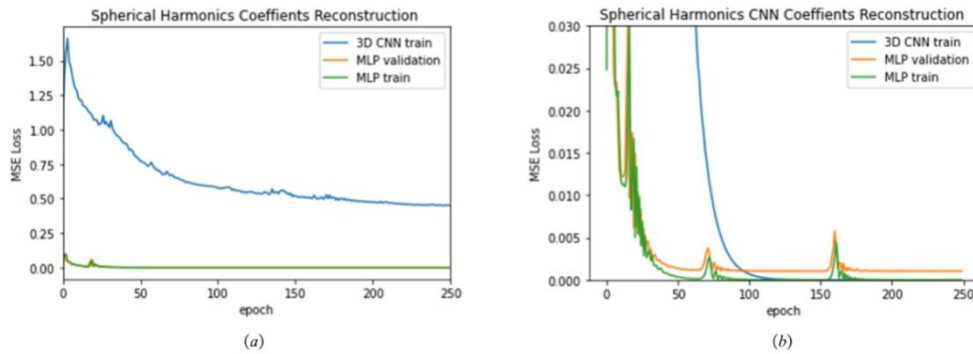 Spherical Harmonics Coeffients Reconstruction
1.50
1.25
1.00
0.75
0.50
0.25
0.00
MSE Loss
3D CNN train
MLP validation
MLP train
0
50
100
150
200
250
epoch
(a)
Spherical Harmonics CNN Coeffients Reconstruction
0.030
0.025
0.020
0.015
0.010
0.005
0.000
MSE Loss
3D CNN train
MLP validation
MLP train
0
50
100
150
200
250
epoch
(b)